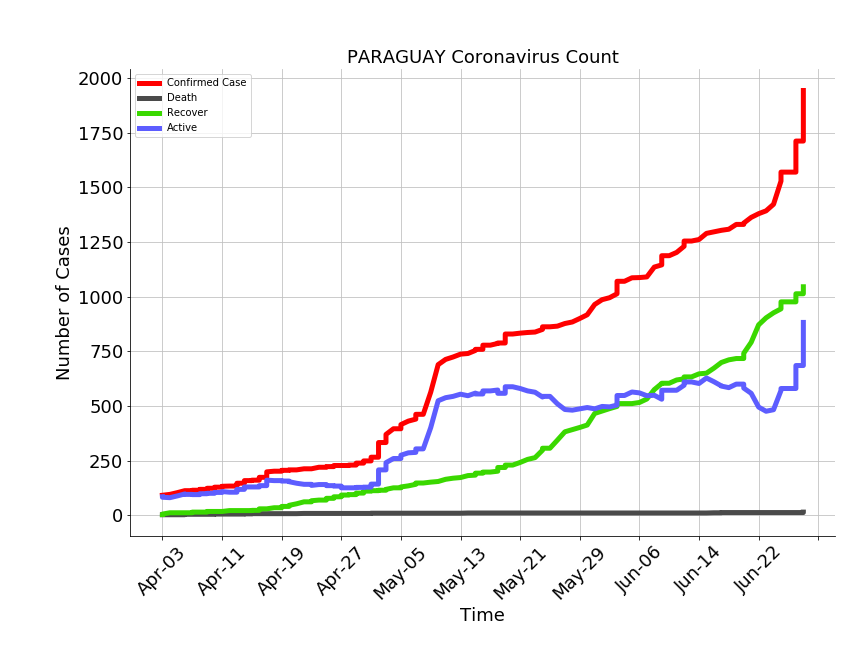 PARAGUAY Coronavirus Count
Confirmed Case
Death
Recover
Active
Number of Cases
2000
1750
1500
1250
1000
750
500
250
0
Apr-03
Apr-11
Apr-19
Apr-27
May-05
May-13
May-21
May-29
Jun-06
Jun-14
Jun-22
Time